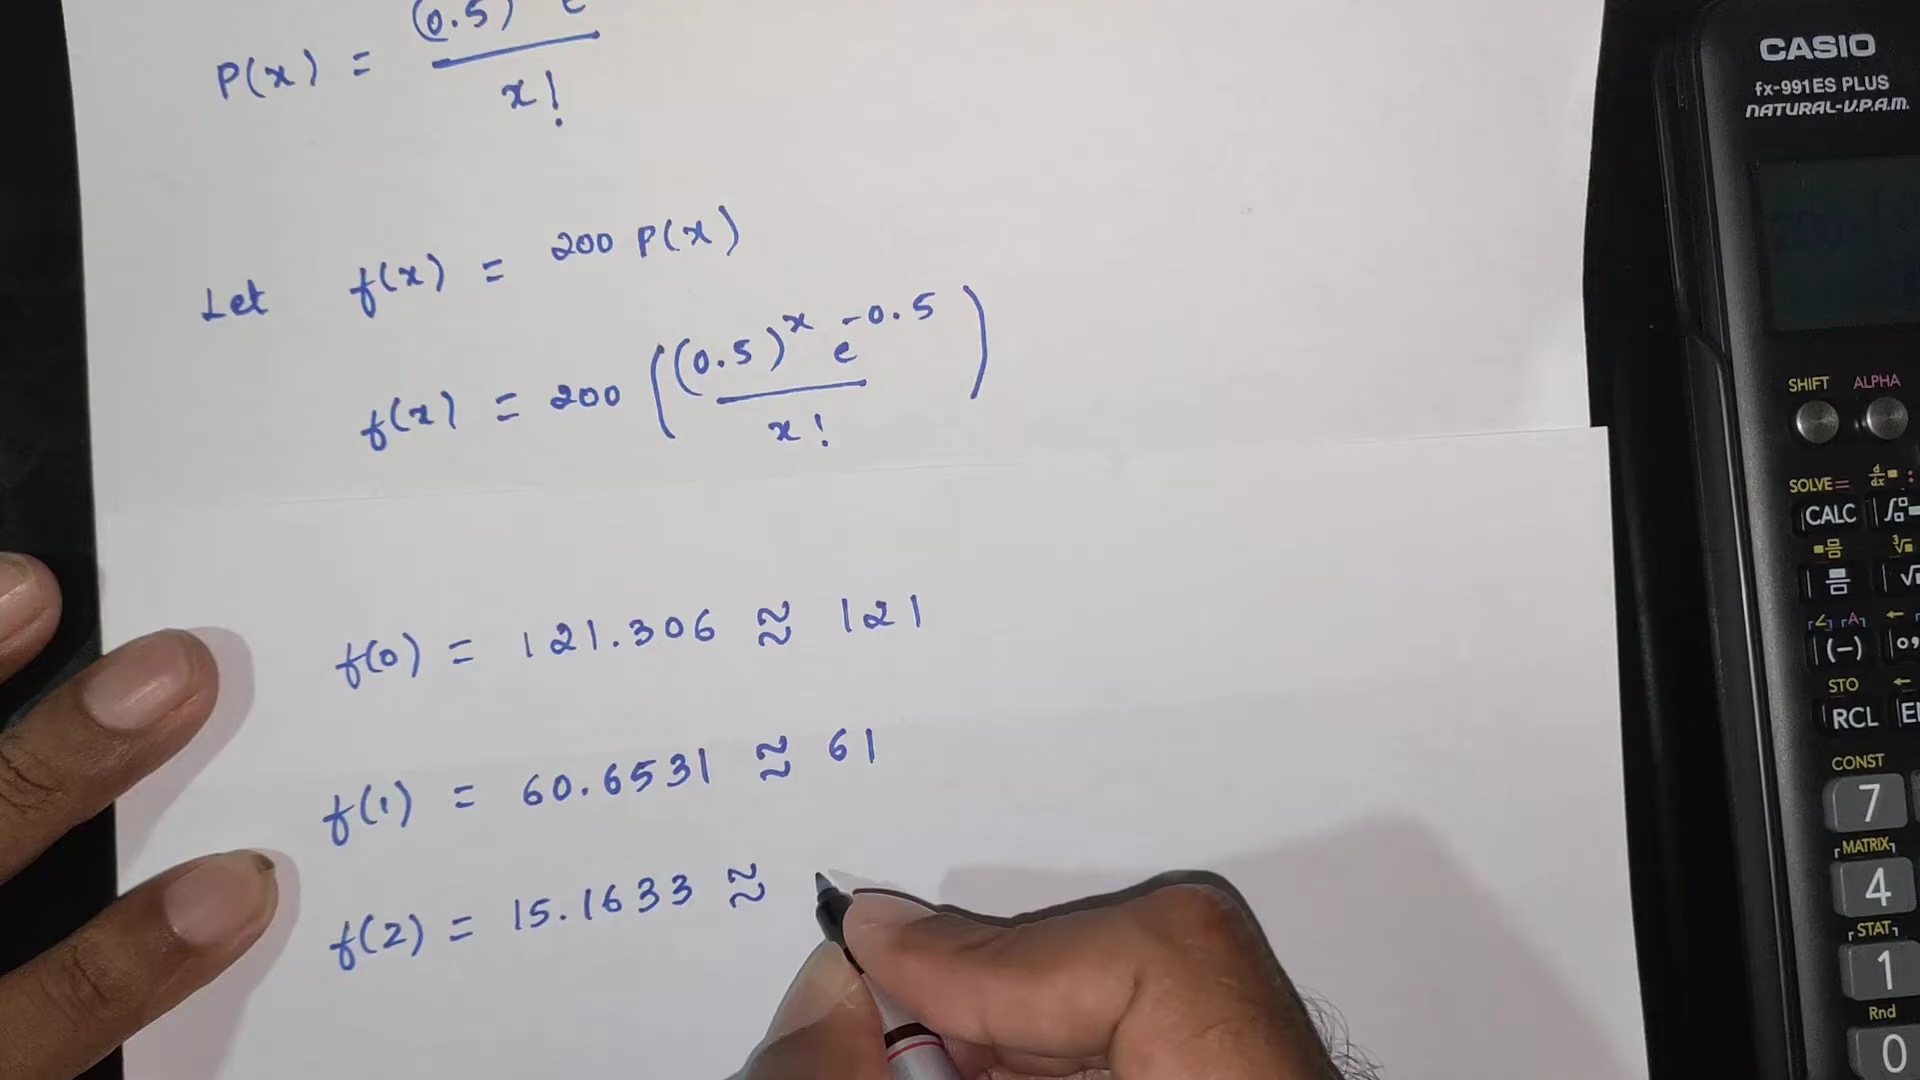 P(x) = (0.5) e / x!
Let f(x) = 200 P(x)
f(x) = 200 ((0.5)^x e^-0.5 / x!)
f(0) = 121.306 ≈ 121
f(1) = 60.6531 ≈ 61
f(2) = 15.1633 ≈
CASIO
fx-991ES PLUS
NATURAL-V.P.A.M.
SHIFT ALPHA
SOLVE = d/dx :
CALC
(-)
STO
RCL
CONST
7
MATRIX
4
STAT
1
Rnd
0